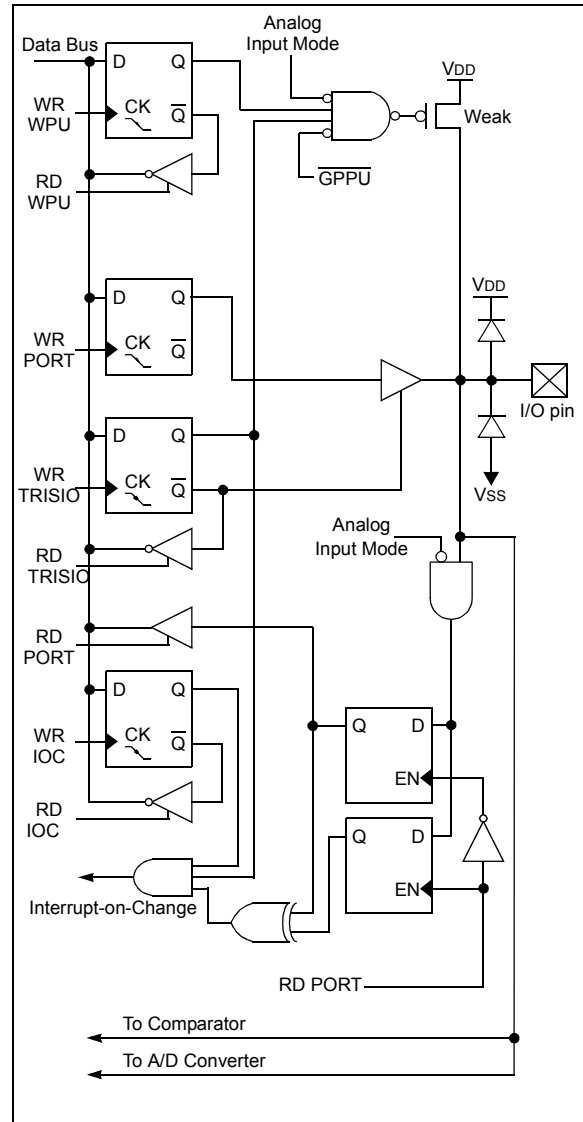 Analog
Input Mode
Data Bus
D Q
VDD
WR
WPU
CK
Q̅
Weak
RD
WPU
G̅P̅P̅U̅
D Q
VDD
WR
PORT
CK
Q̅
I/O pin
D Q
WR
TRISIO
CK
Q̅
VSS
Analog
Input Mode
RD
TRISIO
RD
PORT
D Q
Q D
WR
IOC
CK
Q̅
EN
RD
IOC
Q D
EN
Interrupt-on-Change
RD PORT
To Comparator
To A/D Converter